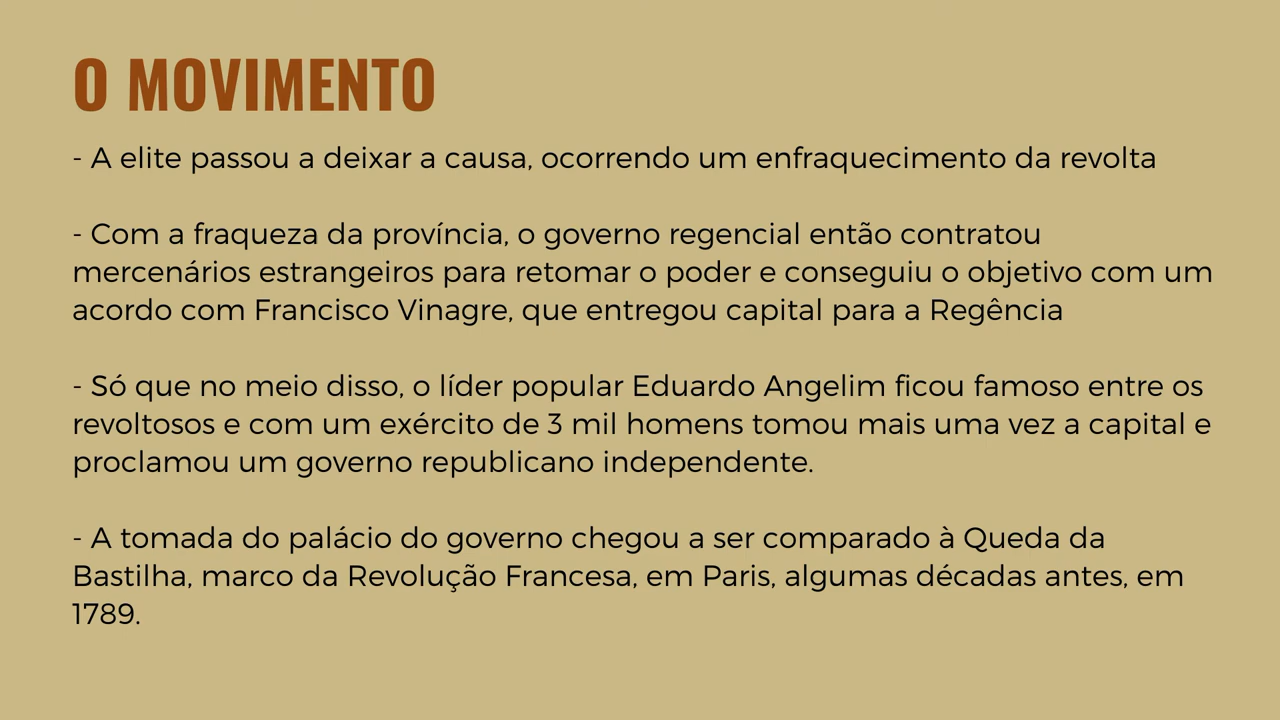 O MOVIMENTO
- A elite passou a deixar a causa, ocorrendo um enfraquecimento da revolta
- Com a fraqueza da província, o governo regencial então contratou
mercenários estrangeiros para retomar o poder e conseguiu o objetivo com um
acordo com Francisco Vinagre, que entregou capital para a Regência
- Só que no meio disso, o líder popular Eduardo Angelim ficou famoso entre os
revoltosos e com um exército de 3 mil homens tomou mais uma vez a capital e
proclamou um governo republicano independente.
- A tomada do palácio do governo chegou a ser comparado à Queda da
Bastilha, marco da Revolução Francesa, em Paris, algumas décadas antes, em
1789.